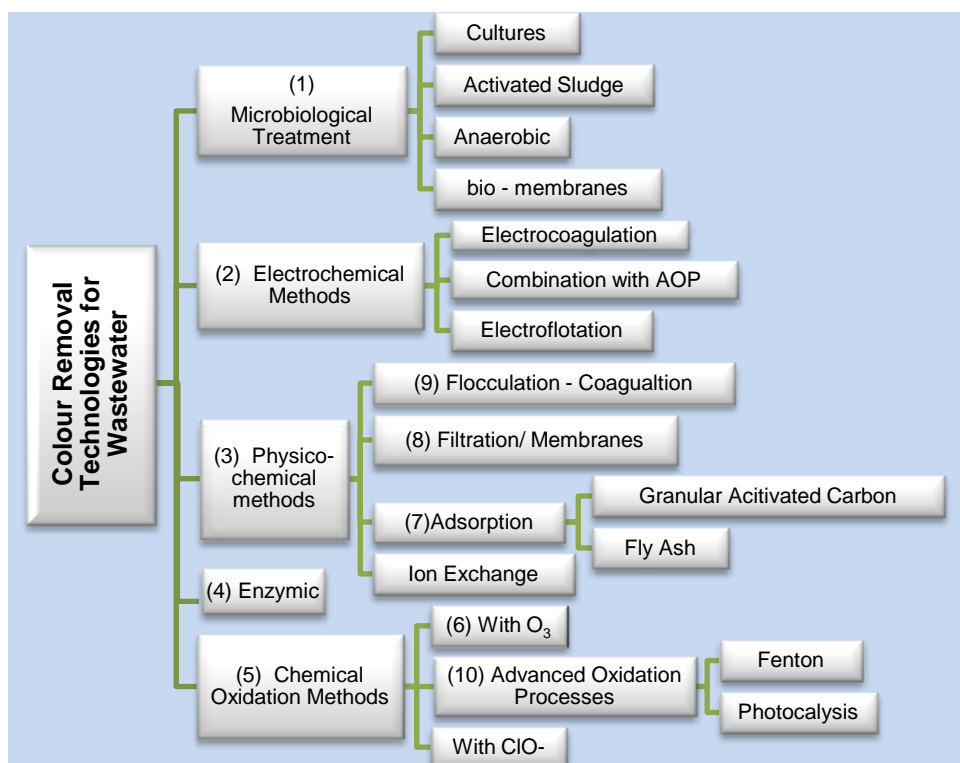 Colour Removal
Technologies for
Wastewater
(1)
Microbiological
Treatment
Cultures
Activated Sludge
Anaerobic
bio - membranes
(2) Electrochemical
Methods
Electrocoagulation
Combination with AOP
Electroflotation
(3) Physico-
chemical
methods
(9) Flocculation - Coagualtion
(8) Filtration/ Membranes
(7)Adsorption
Granular Acitivated Carbon
Fly Ash
Ion Exchange
(4) Enzymic
(5) Chemical
Oxidation Methods
(6) With O3
(10) Advanced Oxidation
Processes
Fenton
Photocalysis
With ClO-